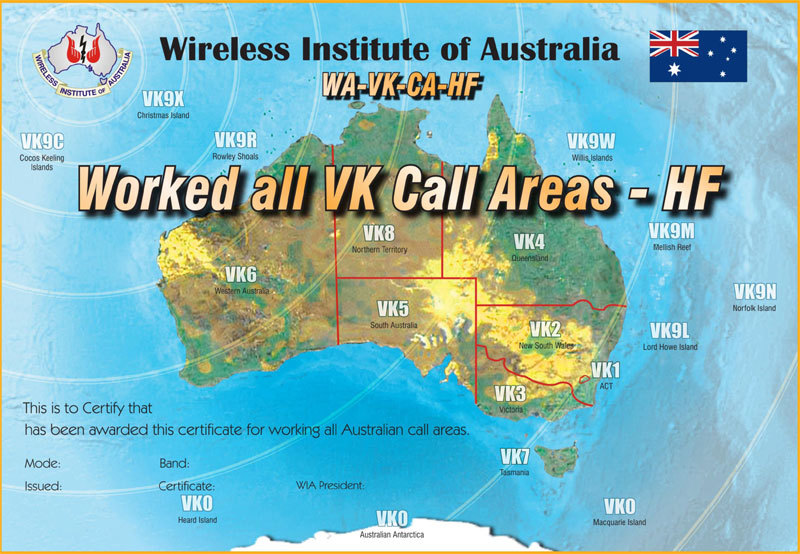 WIRELESS INSTITUTE OF AUSTRALIA
Wireless Institute of Australia
WA-VK-CA-HF
VK9X
Christmas Island
VK9C
Cocos Keeling
Islands
VK9R
Rowley Shoals
VK9W
Willis Islands
Worked all VK Call Areas - HF
VK8
Northern Territory
VK4
Queensland
VK9M
Mellish Reef
VK6
Western Australia
VK5
South Australia
VK9N
Norfolk Island
VK2
New South Wales
VK9L
Lord Howe Island
VK1
ACT
VK3
Victoria
This is to Certify that
has been awarded this certificate for working all Australian call areas.
VK7
Tasmania
Mode:
Band:
Issued:
Certificate:
WIA President:
VK0
Heard Island
VK0
Australian Antarctica
VK0
Macquarie Island